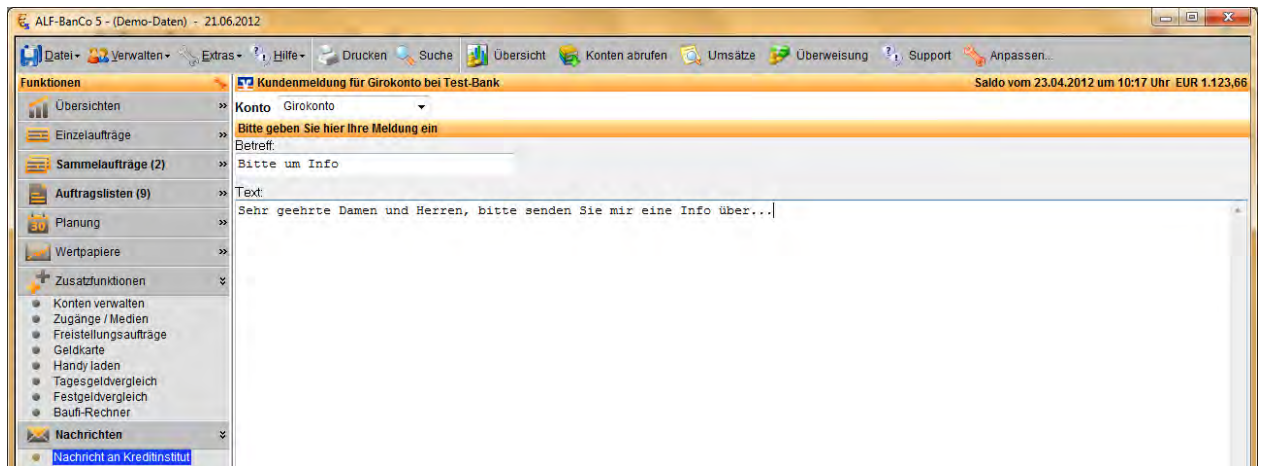 ALF-BanCo 5 - (Demo-Daten) - 21.06.2012
Datei Verwalten Extras Hilfe Drucken Suche Übersicht Konten abrufen Umsätze Überweisung Support Anpassen...
Funktionen
Kundenmeldung für Girokonto bei Test-Bank Saldo vom 23.04.2012 um 10:17 Uhr EUR 1.123,66
Übersichten »
Konto Girokonto
Einzelaufträge »
Bitte geben Sie hier Ihre Meldung ein
Betreff:
Sammelaufträge (2) »
Bitte um Info
Auftragslisten (9) »
Text:
Sehr geehrte Damen und Herren, bitte senden Sie mir eine Info über...
30 Planung »
Wertpapiere »
Zusatzfunktionen
Konten verwalten
Zugänge / Medien
Freistellungsaufträge
Geldkarte
Handy laden
Tagesgeldvergleich
Festgeldvergleich
Baufi-Rechner
Nachrichten
Nachricht an Kreditinstitut